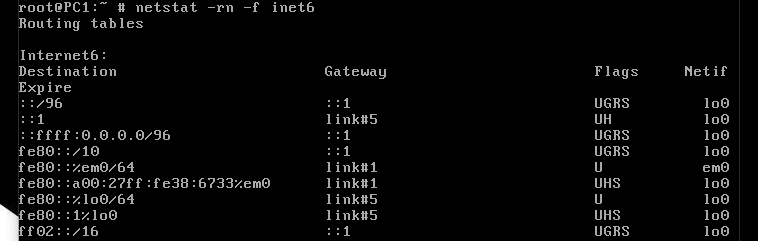 root@PC1:~ # netstat -rn -f inet6
Routing tables
Internet6:
Destination Gateway Flags Netif
Expire
::/96 ::1 UGRS lo0
::1 link#5 UH lo0
::ffff:0.0.0.0/96 ::1 UGRS lo0
fe80::/10 ::1 UGRS lo0
fe80::%em0/64 link#1 U em0
fe80::a00:27ff:fe38:6733%em0 link#1 UHS lo0
fe80::%lo0/64 link#5 U lo0
fe80::1%lo0 link#5 UHS lo0
ff02::/16 ::1 UGRS lo0